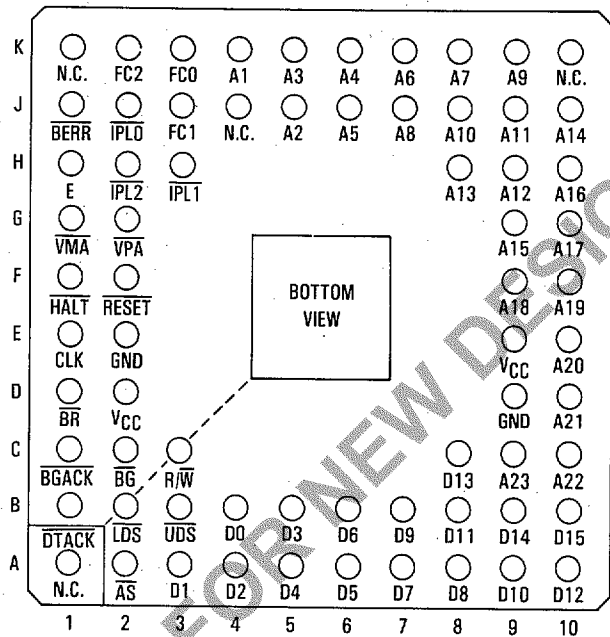 K
N.C. FC2 FC0 A1 A3 A4 A6 A7 A9 N.C.
J
BERR IPL0 FC1 N.C. A2 A5 A8 A10 A11 A14
H
E IPL2 IPL1 A13 A12 A16
G
VMA VPA A15 A17
F
HALT RESET A18 A19
BOTTOM
VIEW
E
CLK GND VCC A20
D
BR VCC GND A21
C
BGACK BG R/W D13 A23 A22
B
DTACK LDS UDS D0 D3 D6 D9 D11 D14 D15
A
N.C. AS D1 D2 D4 D5 D7 D8 D10 D12
1 2 3 4 5 6 7 8 9 10
FOR NEW DESIG